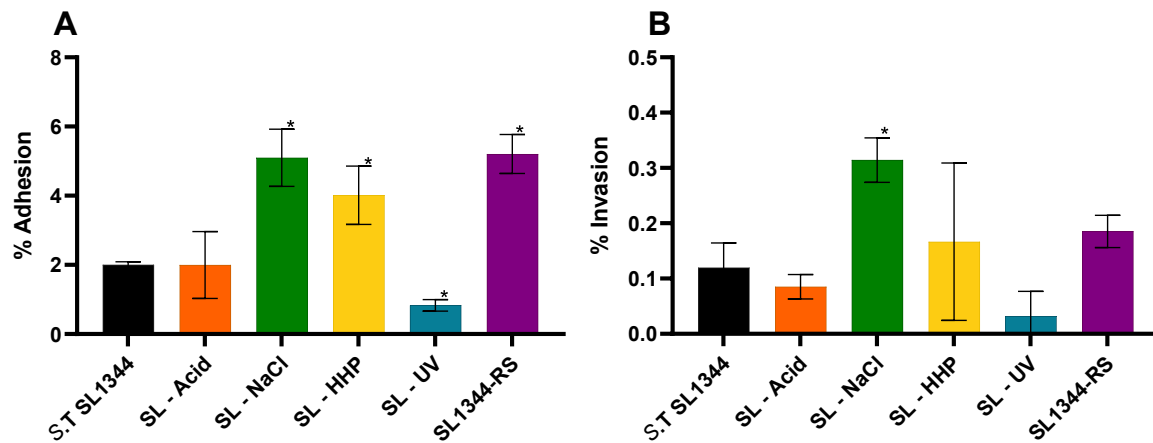 A
% Adhesion
8
6
4
2
0
*
*
*
*
S.T SL1344
SL - Acid
SL - NaCl
SL - HHP
SL - UV
SL1344-RS
B
% Invasion
0.5
0.4
0.3
0.2
0.1
0.0
*
S.T SL1344
SL - Acid
SL - NaCl
SL - HHP
SL - UV
SL1344-RS